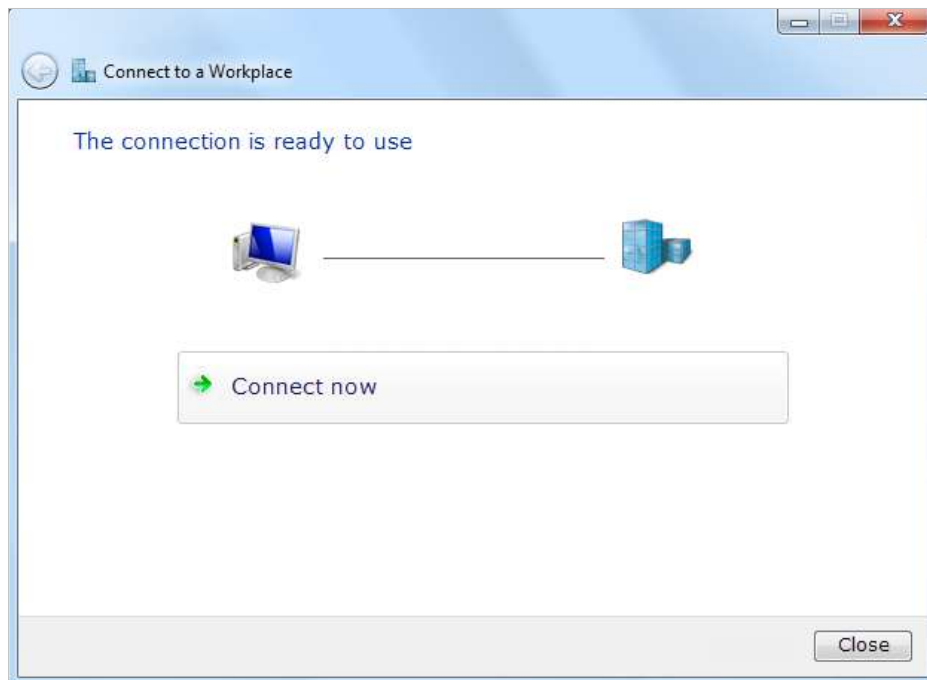 Connect to a Workplace
The connection is ready to use
Connect now
Close